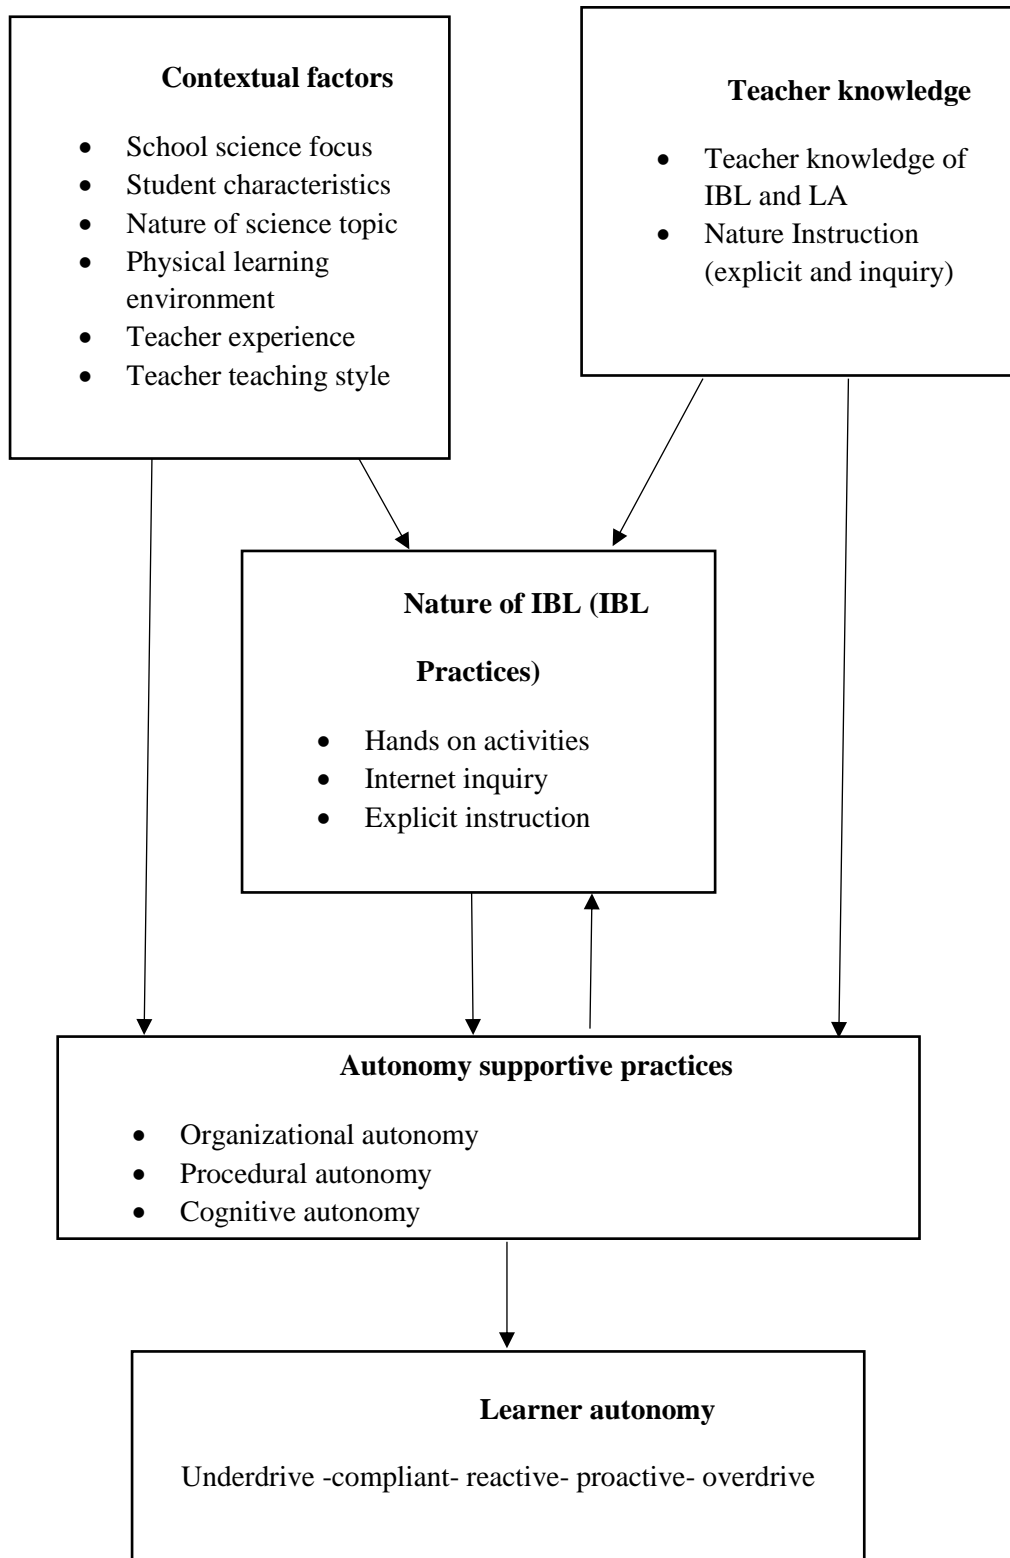 Contextual factors
• School science focus
• Student characteristics
• Nature of science topic
• Physical learning
environment
• Teacher experience
• Teacher teaching style
Teacher knowledge
• Teacher knowledge of
IBL and LA
• Nature Instruction
(explicit and inquiry)
Nature of IBL (IBL
Practices)
• Hands on activities
• Internet inquiry
• Explicit instruction
Autonomy supportive practices
• Organizational autonomy
• Procedural autonomy
• Cognitive autonomy
Learner autonomy
Underdrive -compliant- reactive- proactive- overdrive